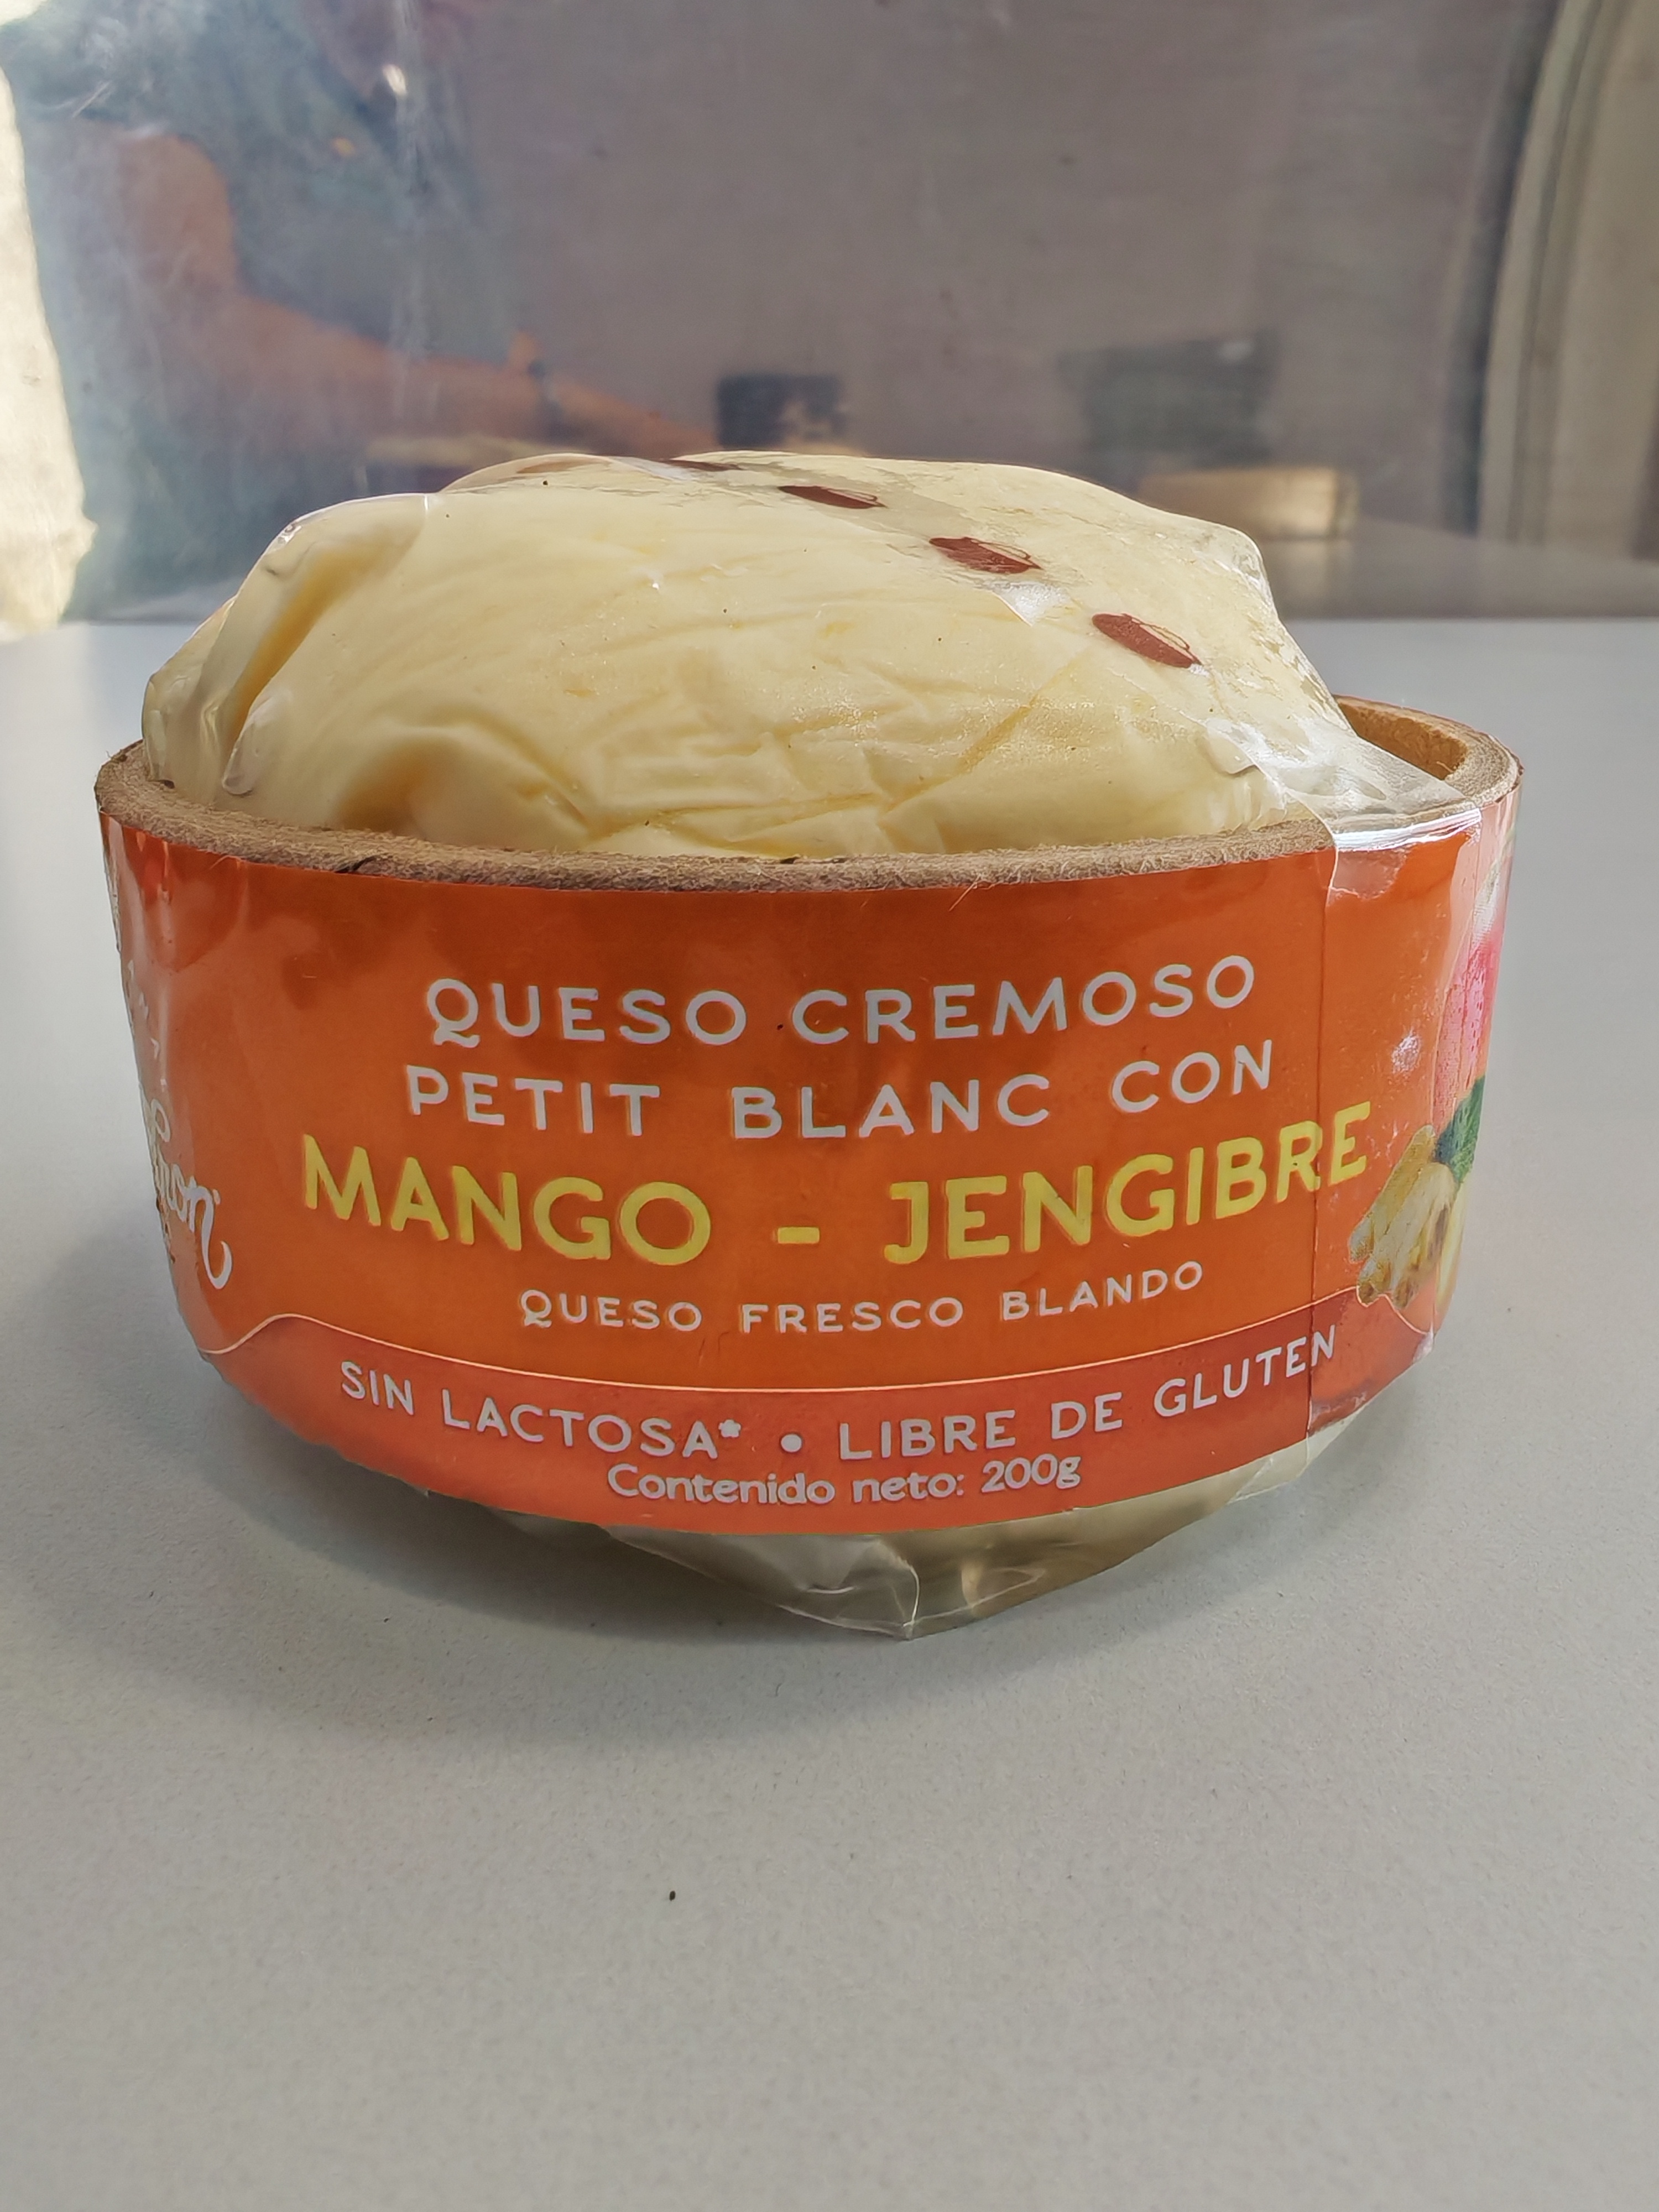 QUESO CREMOSO
PETIT BLANC CON
MANGO - JENGIBRE
QUESO FRESCO BLANDO
SIN LACTOSA* • LIBRE DE GLUTEN
Contenido neto: 200g